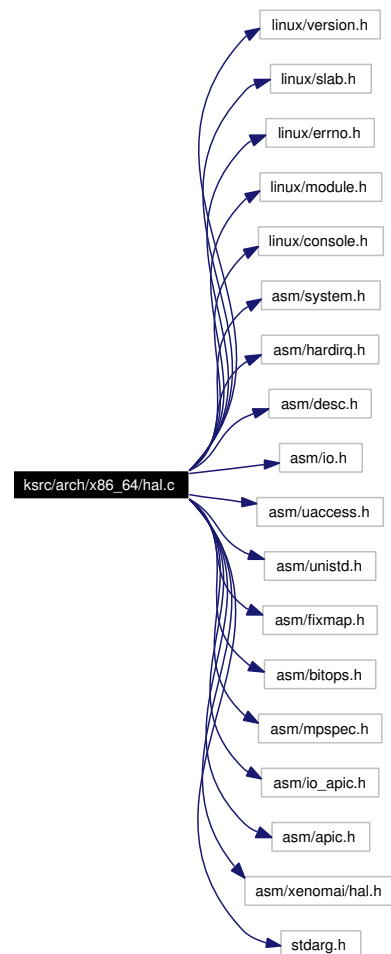 linux/version.h
linux/slab.h
linux/errno.h
linux/module.h
linux/console.h
asm/system.h
asm/hardirq.h
asm/desc.h
asm/io.h
ksrc/arch/x86_64/hal.c
asm/uaccess.h
asm/unistd.h
asm/fixmap.h
asm/bitops.h
asm/mpspec.h
asm/io_apic.h
asm/apic.h
asm/xenomai/hal.h
stdarg.h